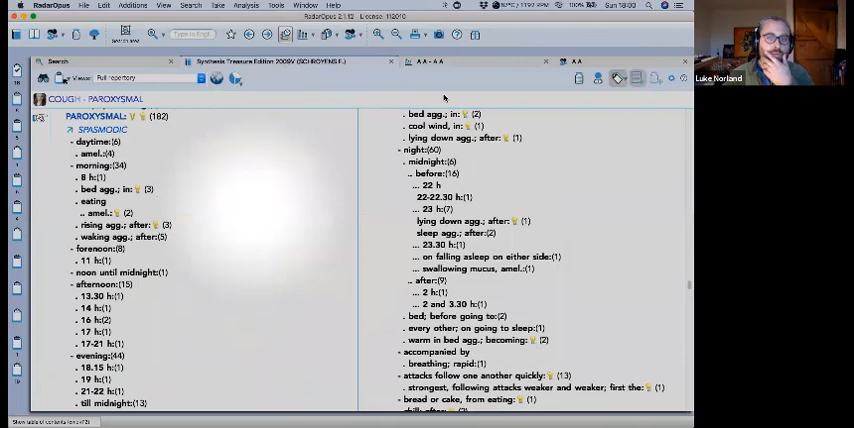 RadarOpus File Edit Additions View Search Take Analysis Tools Window Help Sun 18:03
RadarOpus 2.1.12 - License
Search
Synthesis Treasure Edition 2009V (SCHROYENS F.)
A A - A A
A A
Views: Full repertory
COUGH - PAROXYSMAL
PAROXYSMAL: (182)
SPASMODIC
- daytime:(6)
. amel.:(4)
- morning:(34)
. 8 h:(1)
. bed agg.; in: (3)
. eating
.. amel.: (2)
. rising agg.; after: (3)
. waking agg.; after:(5)
- forenoon:(8)
. 11 h:(1)
- noon until midnight:(1)
- afternoon:(15)
. 13.30 h:(1)
. 14 h:(1)
. 16 h:(2)
. 17 h:(1)
. 17-21 h:(1)
- evening:(44)
. 18.15 h:(1)
. 19 h:(1)
. 21-22 h:(1)
. till midnight:(13)
. bed agg.; in: (2)
. cool wind, in: (1)
. lying down agg.; after: (1)
- night:(60)
. midnight:(6)
.. before:(16)
... 22 h
22-22.30 h:(1)
... 23 h:(7)
lying down agg.; after: (1)
sleep agg.; after:(2)
... 23.30 h:(1)
... on falling asleep on either side:(1)
... swallowing mucus, amel.:(1)
.. after:(9)
... 2 h:(1)
... 2 and 3.30 h:(1)
. bed; before going to:(2)
. every other; on going to sleep:(1)
. warm in bed agg.; becoming: (2)
- accompanied by
. breathing; rapid:(1)
- attacks follow one another quickly: (13)
. strongest, following attacks weaker and weaker; first the: (1)
- bread or cake, from eating: (1)
Luke Norland